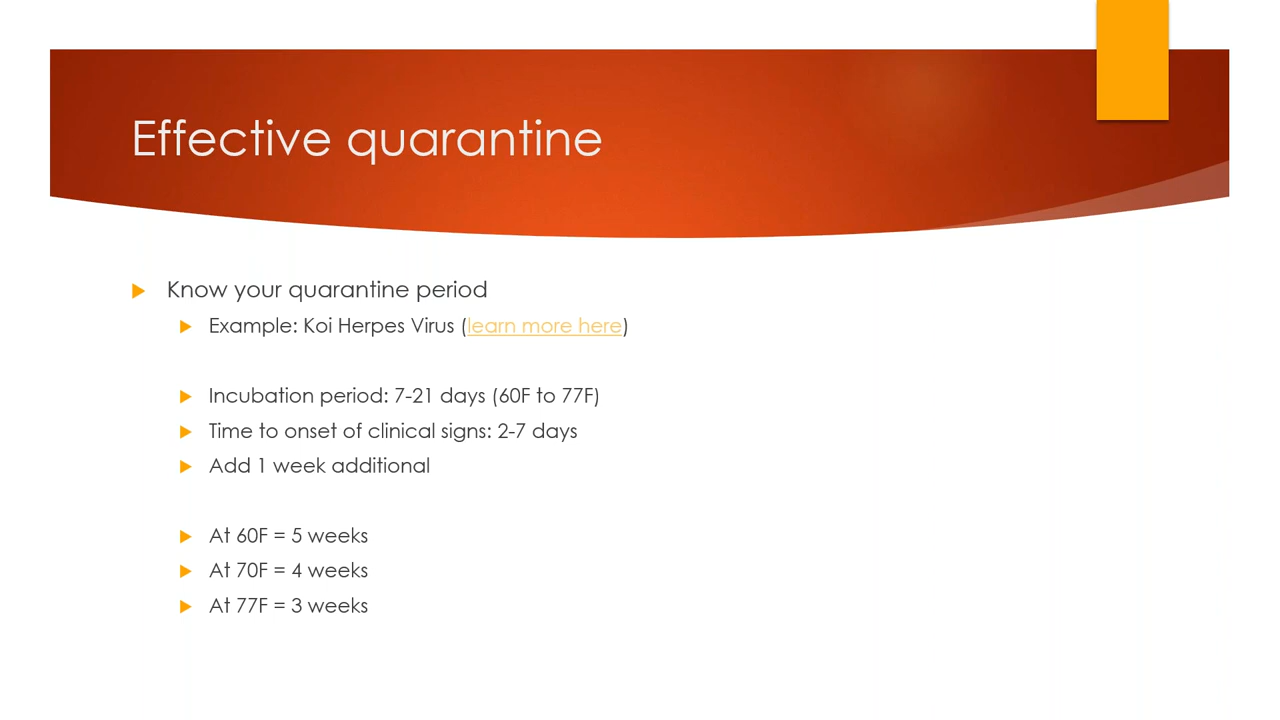 Effective quarantine
Know your quarantine period
Example: Koi Herpes Virus (learn more here)
Incubation period: 7-21 days (60F to 77F)
Time to onset of clinical signs: 2-7 days
Add 1 week additional
At 60F = 5 weeks
At 70F = 4 weeks
At 77F = 3 weeks